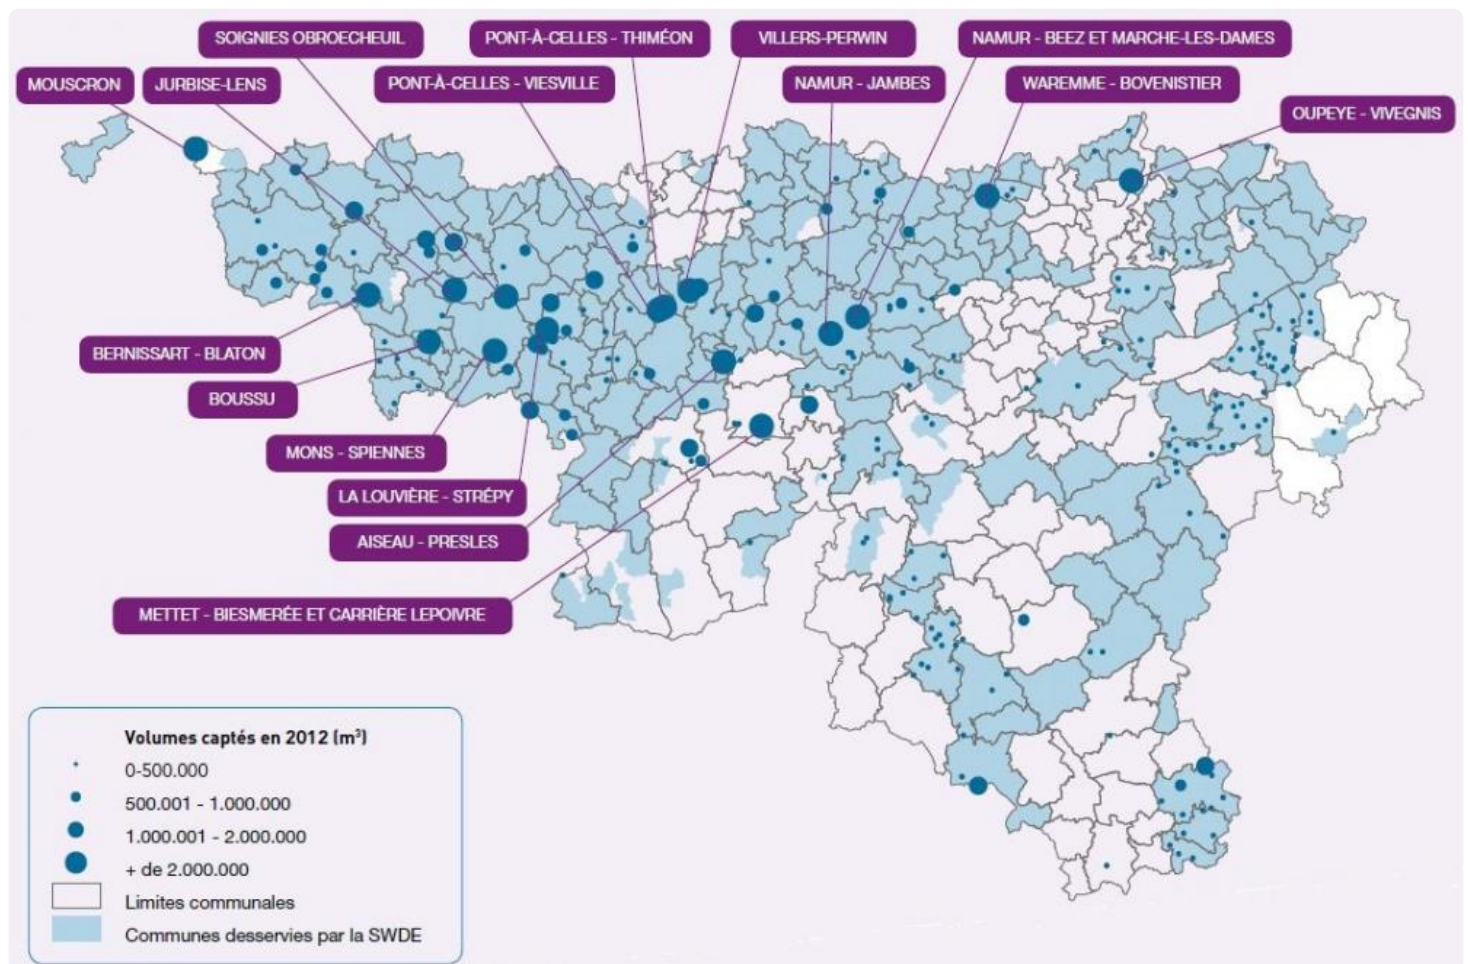 SOIGNIES OBROECHEUIL
PONT-À-CELLES - THIMÉON
VILLERS-PERWIN
NAMUR - BEEZ ET MARCHE-LES-DAMES
MOUSCRON
JURBISE-LENS
PONT-À-CELLES - VIESVILLE
NAMUR - JAMBES
WAREMME - BOVENISTIER
OUPEYE - VIVEGNIS
BERNISSART - BLATON
BOUSSU
MONS - SPIENNES
LA LOUVIÈRE - STRÉPY
AISEAU - PRESLES
METTET - BIESMERÉE ET CARRIÈRE LEPOIVRE
Volumes captés en 2012 (m³)
0-500.000
500.001 - 1.000.000
1.000.001 - 2.000.000
+ de 2.000.000
Limites communales
Communes desservies par la SWDE